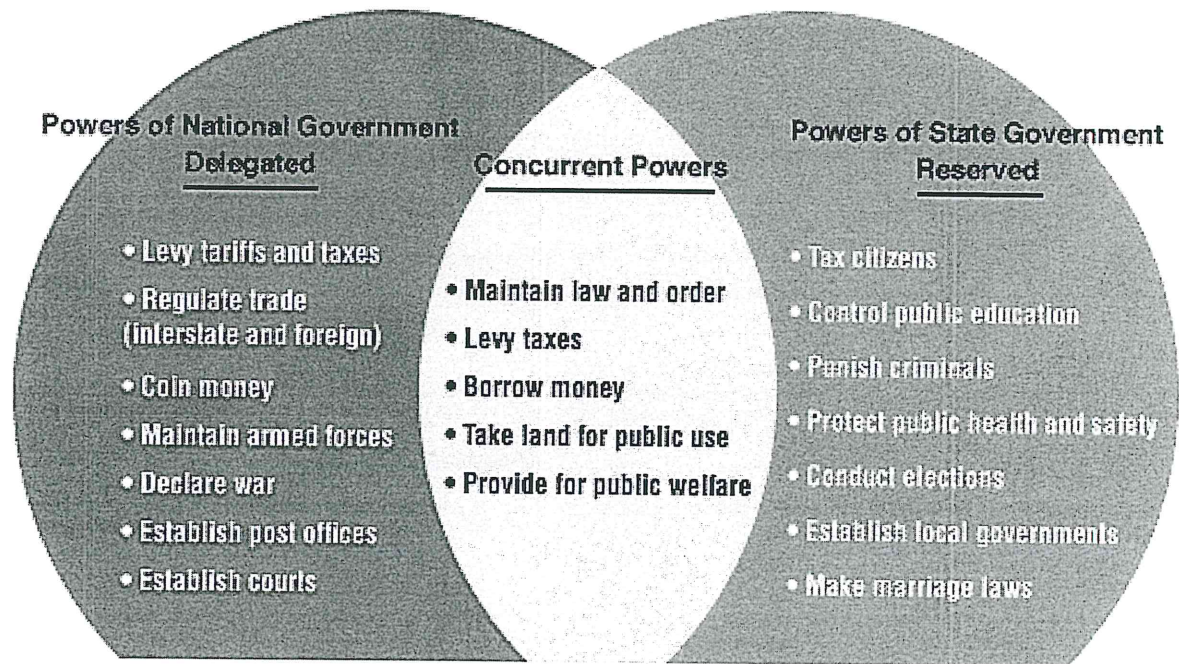 Powers of National Government
Delegated
• Levy tariffs and taxes
• Regulate trade
(interstate and foreign)
• Coin money
• Maintain armed forces
• Declare war
• Establish post offices
• Establish courts
Concurrent Powers
• Maintain law and order
• Levy taxes
• Borrow money
• Take land for public use
• Provide for public welfare
Powers of State Government
Reserved
• Tax citizens
• Control public education
• Punish criminals
• Protect public health and safety
• Conduct elections
• Establish local governments
• Make marriage laws